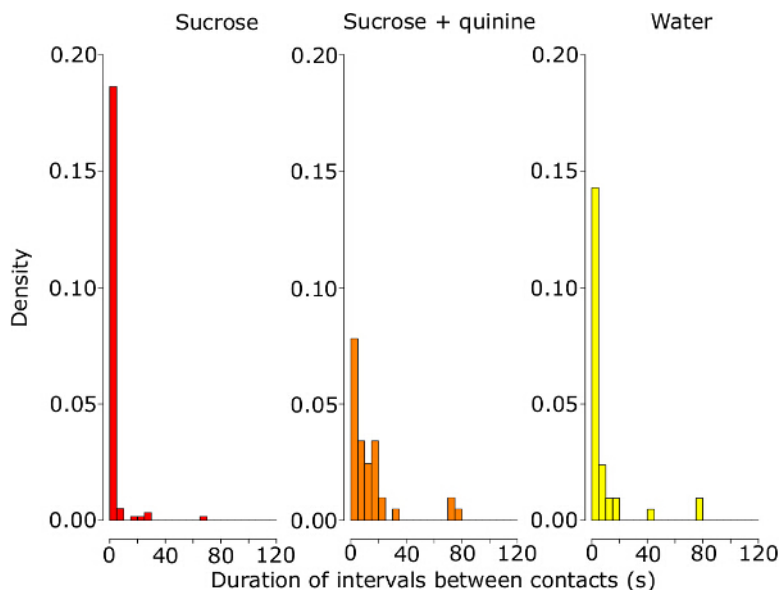 Sucrose
Sucrose + quinine
Water
Density
0.20
0.15
0.10
0.05
0.00
0.20
0.15
0.10
0.05
0.00
0.20
0.15
0.10
0.05
0.00
0 40 80 120
0 40 80 120
0 40 80 120
Duration of intervals between contacts (s)